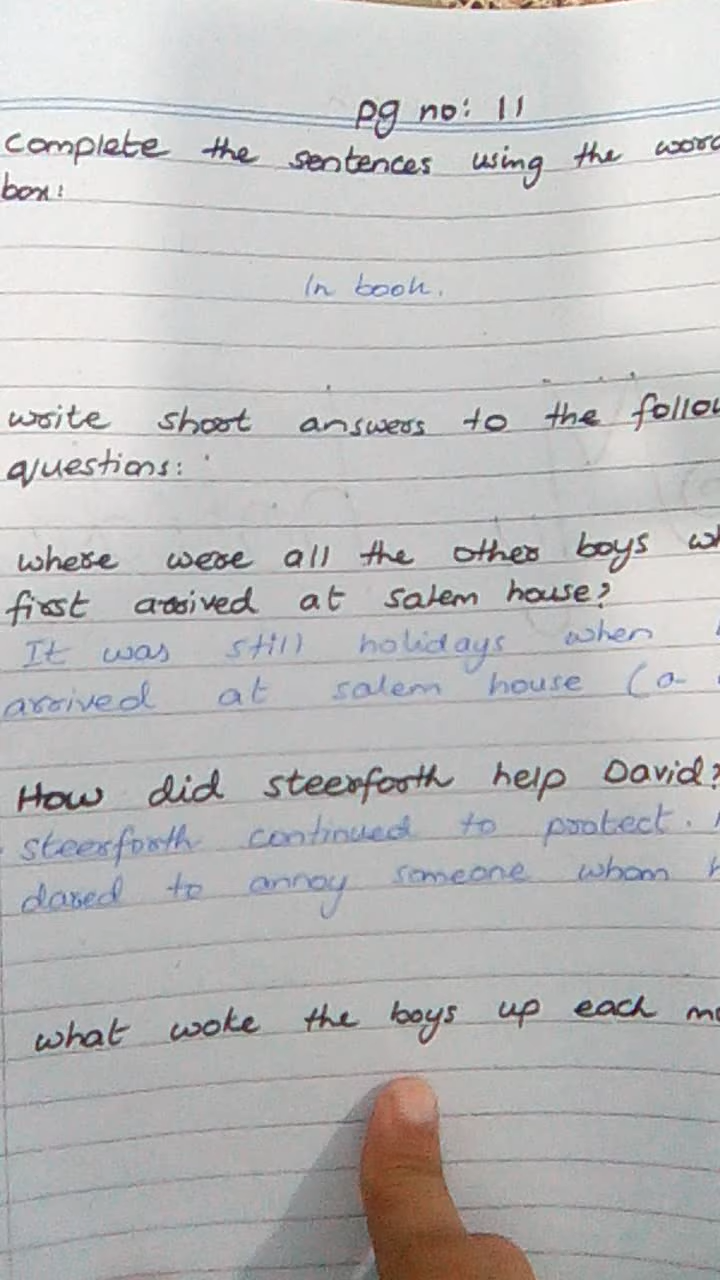 pg no: 11
complete the sentences using the
box:
In book.
write short answers to the
questions:
where were all the other boys
first arrived at salem house?
It was still holidays when
arrived at salem house (a
How did steerforth help David?
steerforth continued to protect.
dared to annoy someone whom
what woke the boys up each